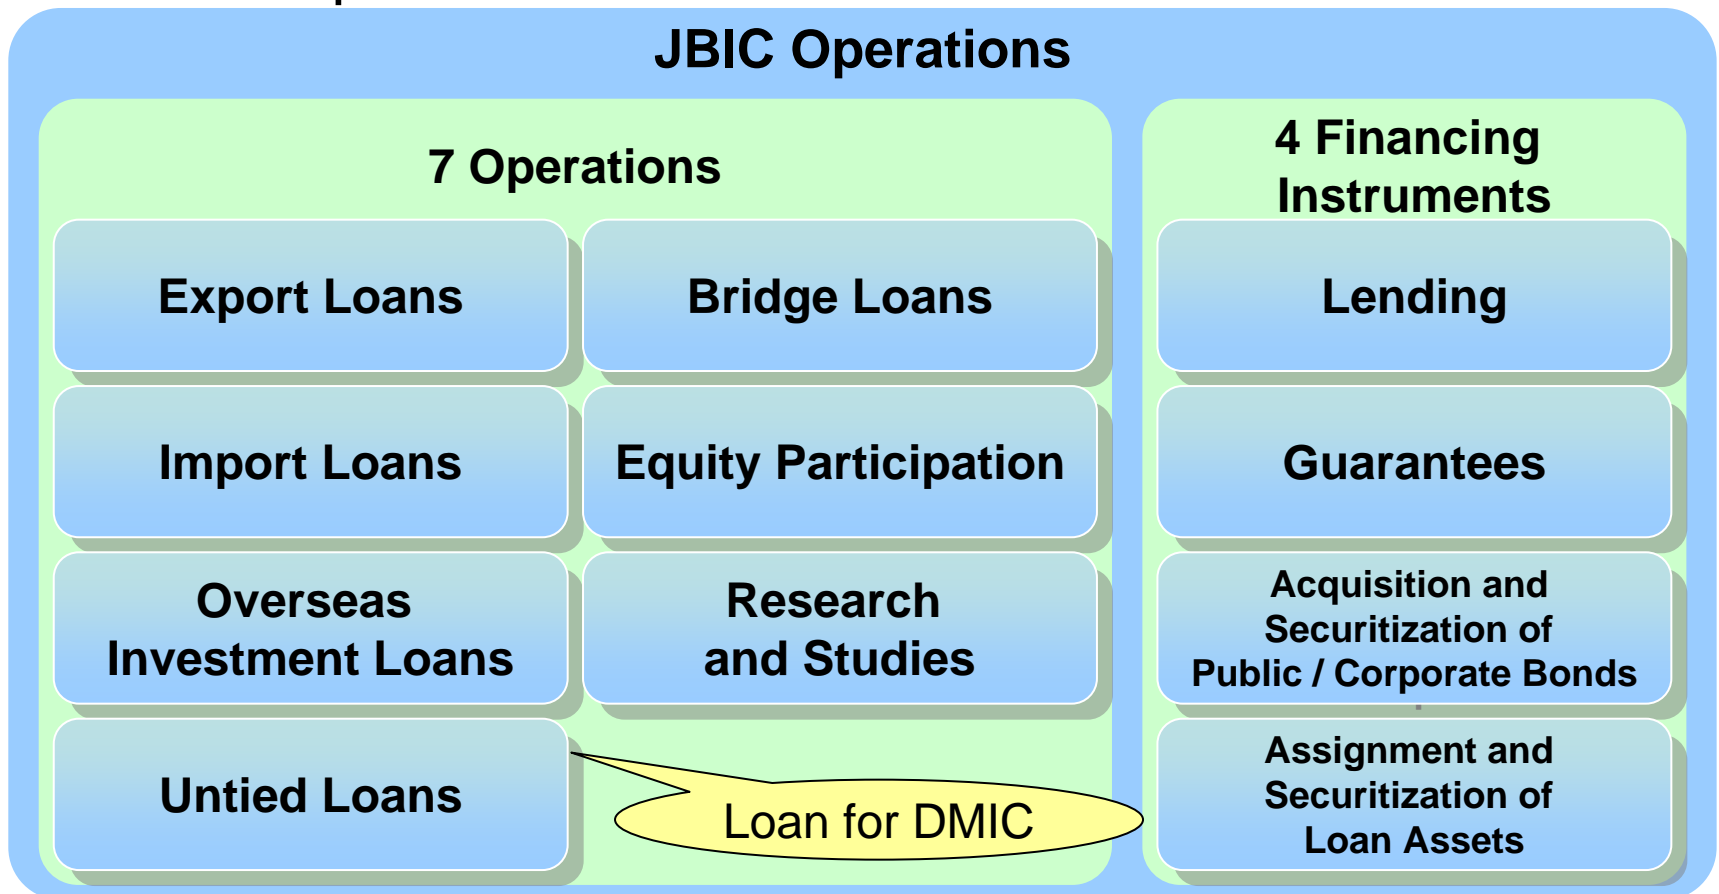 JBIC Operations
7 Operations
Export Loans
Bridge Loans
Import Loans
Equity Participation
Overseas
Investment Loans
Research
and Studies
Untied Loans
Loan for DMIC
4 Financing
Instruments
Lending
Guarantees
Acquisition and
Securitization of
Public / Corporate Bonds
Assignment and
Securitization of
Loan Assets